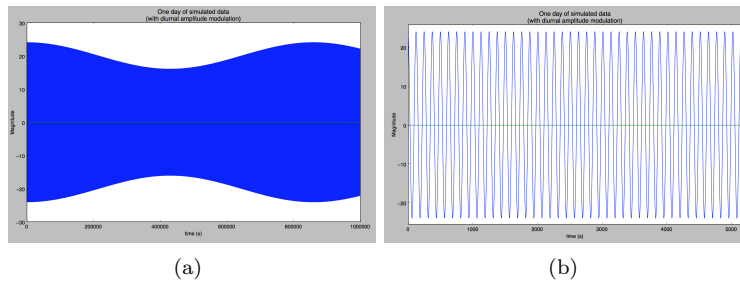 One day of simulated data
(with diurnal amplitude modulation)
30
20
10
0
−10
−20
−30
Magnitude
0
200000
400000
600000
800000
1000000
time (s)
(a)
One day of simulated data
(with diurnal amplitude modulation)
20
10
0
−10
−20
Magnitude
0
1000
2000
3000
4000
5000
time (s)
(b)